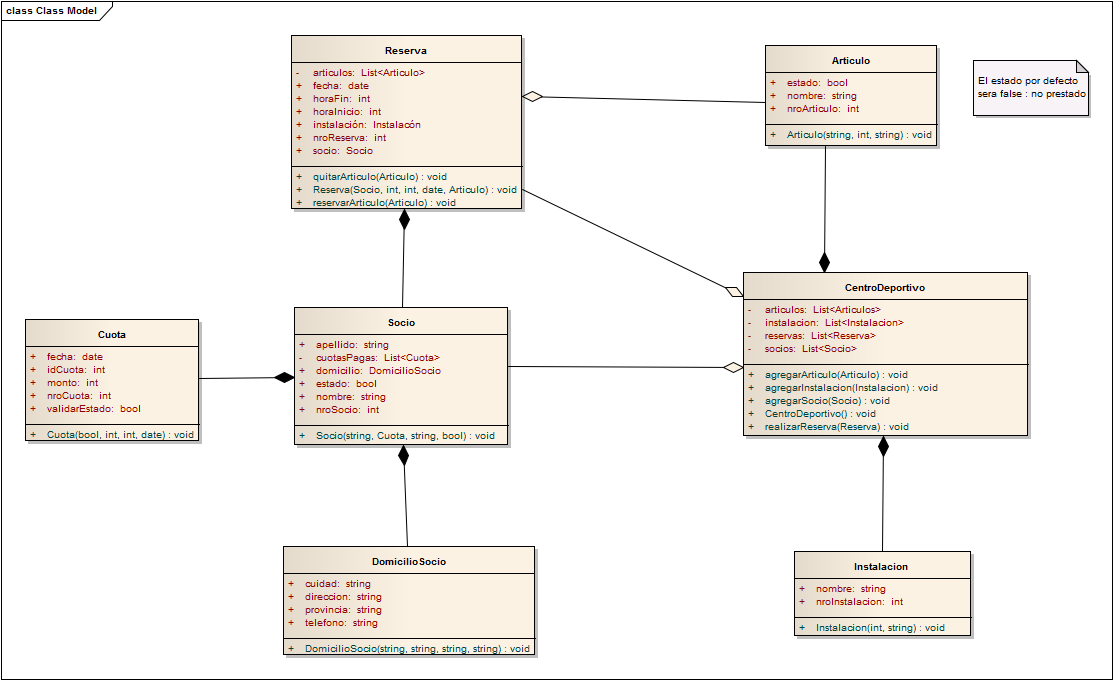 class Class Model
Reserva
- articulos: List<Articulo>
+ fecha: date
+ horaFin: int
+ horaInicio: int
+ instalación: Instalacón
+ nroReserva: int
+ socio: Socio
+ quitarArticulo(Articulo) : void
+ Reserva(Socio, int, int, date, Articulo) : void
+ reservarArticulo(Articulo) : void
Articulo
+ estado: bool
+ nombre: string
+ nroArticulo: int
+ Articulo(string, int, string) : void
El estado por defecto
sera false : no prestado
CentroDeportivo
- articulos: List<Articulos>
- instalacion: List<Instalacion>
- reservas: List<Reserva>
- socios: List<Socio>
+ agregarArticulo(Articulo) : void
+ agregarInstalacion(Instalacion) : void
+ agregarSocio(Socio) : void
+ CentroDeportivo() : void
+ realizarReserva(Reserva) : void
Cuota
+ fecha: date
+ idCuota: int
+ monto: int
+ nroCuota: int
+ validarEstado: bool
+ Cuota(bool, int, int, date) : void
Socio
+ apellido: string
- cuotasPagas: List<Cuota>
+ domicilio: DomicilioSocio
+ estado: bool
+ nombre: string
+ nroSocio: int
+ Socio(string, Cuota, string, bool) : void
DomicilioSocio
+ cuidad: string
+ direccion: string
+ provincia: string
+ telefono: string
+ DomicilioSocio(string, string, string, string) : void
Instalacion
+ nombre: string
+ nroInstalacion: int
+ Instalacion(int, string) : void